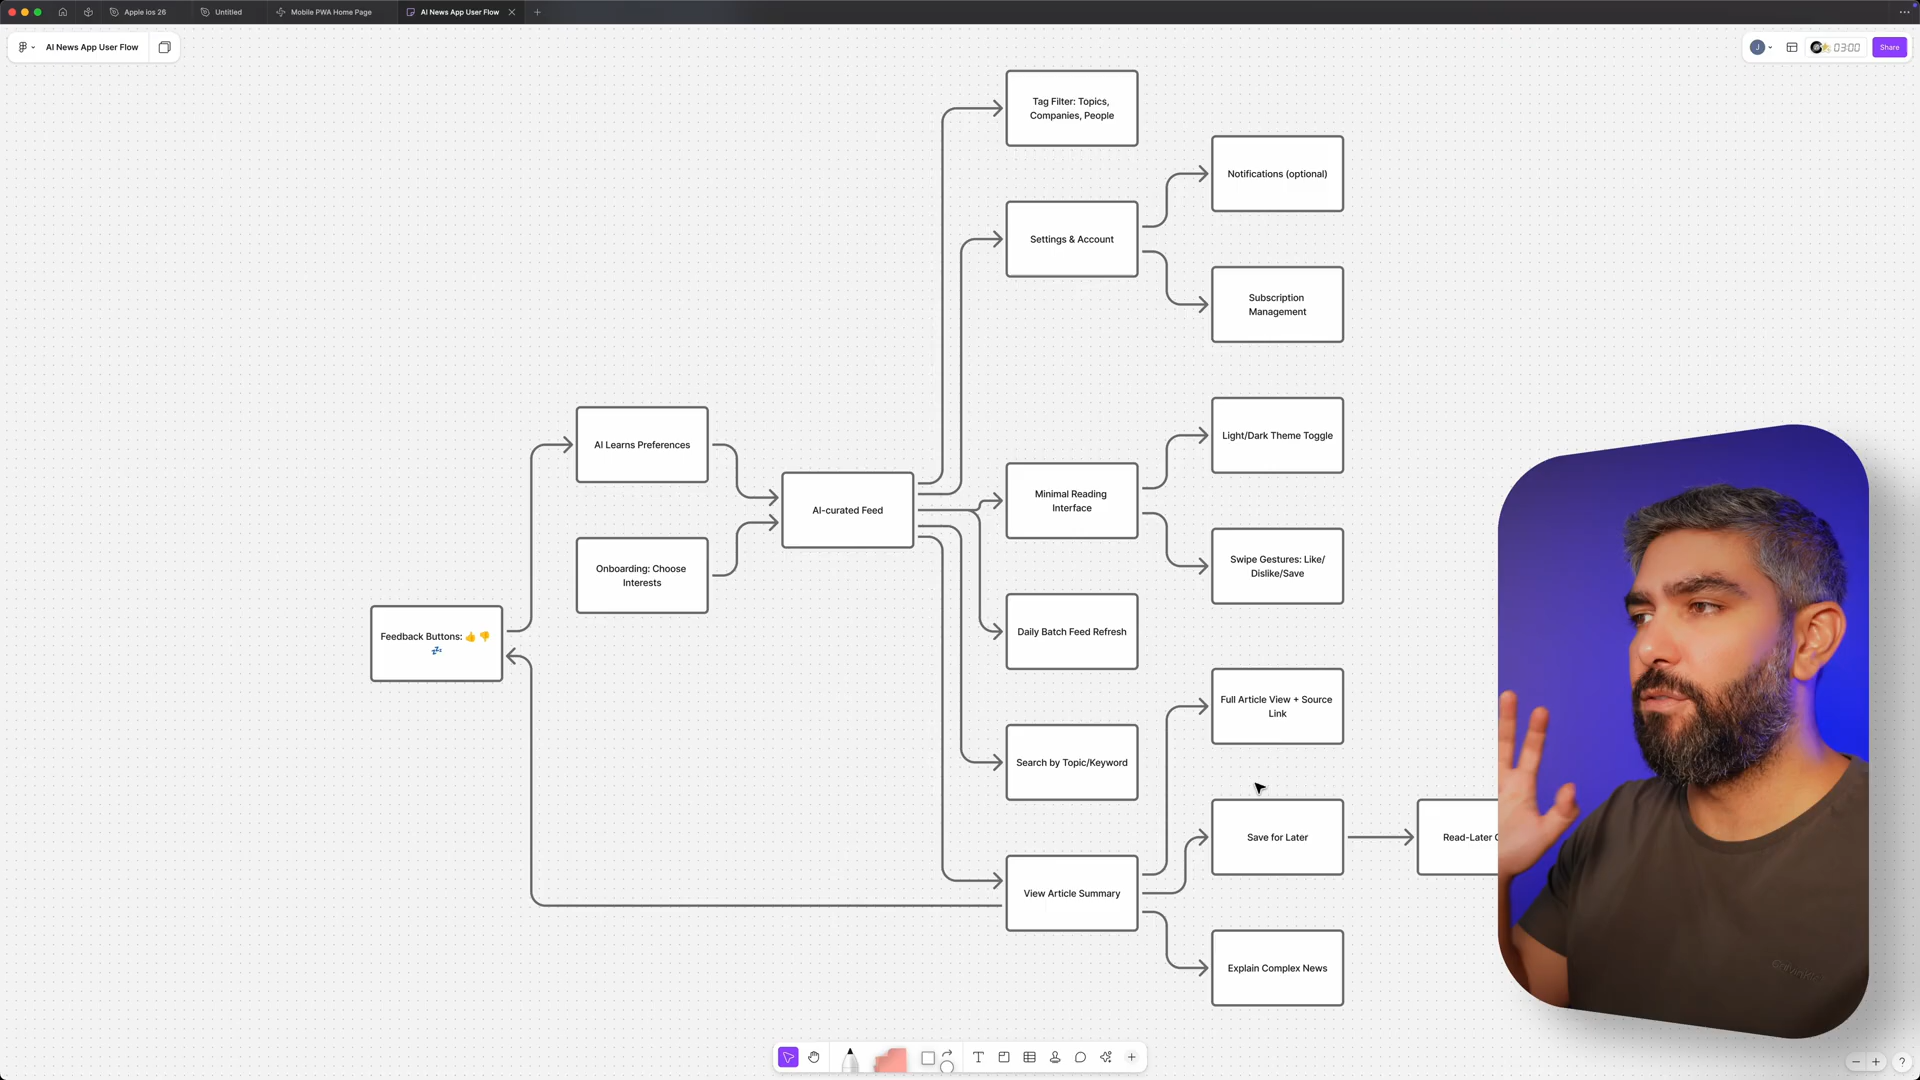 Apple ios 26
Untitled
Mobile PWA Home Page
AI News App User Flow
AI News App User Flow
J
03:00
Share
Tag Filter: Topics,
Companies, People
Notifications (optional)
Settings & Account
Subscription
Management
Light/Dark Theme Toggle
AI Learns Preferences
Minimal Reading
Interface
AI-curated Feed
Swipe Gestures: Like/
Dislike/Save
Onboarding: Choose
Interests
Feedback Buttons: 👍 👎
💤
Daily Batch Feed Refresh
Full Article View + Source
Link
Search by Topic/Keyword
Save for Later
Read-Later
View Article Summary
Explain Complex News